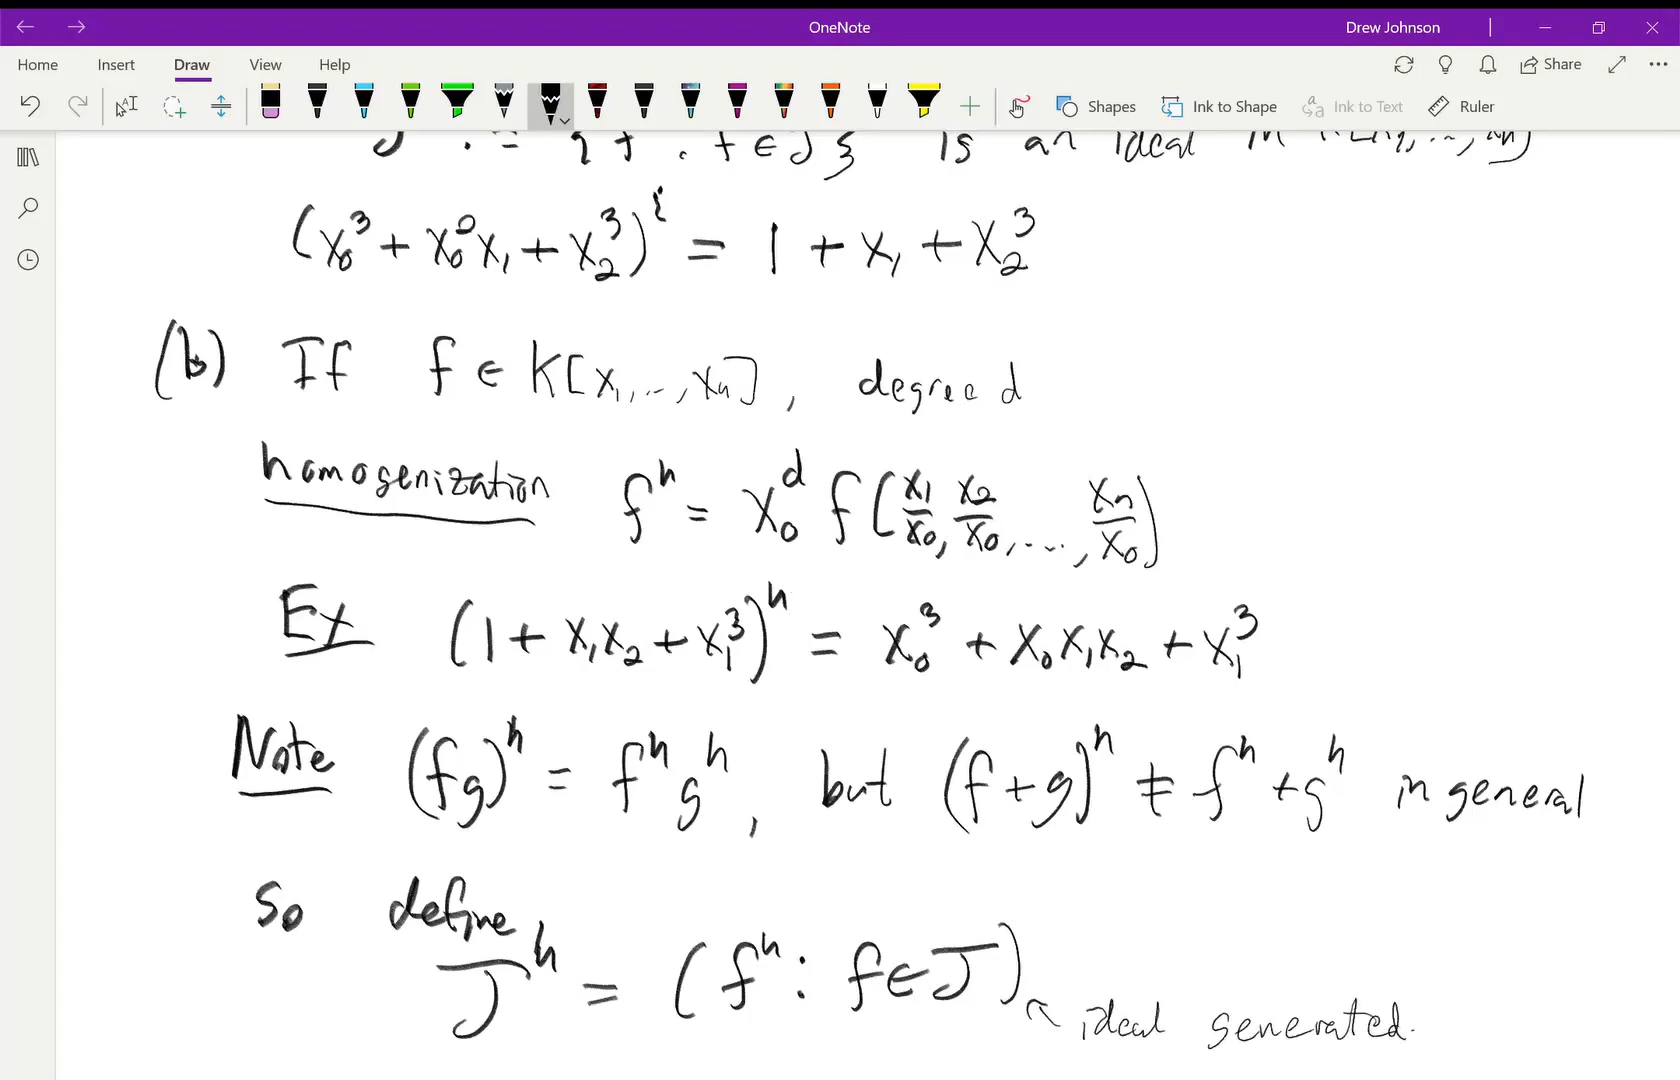 OneNote
Drew Johnson
Home Insert Draw View Help
Share
Shapes Ink to Shape Ink to Text Ruler
J := {f : f ∈ J} is an ideal in
(x₀³ + x₀²x₁ + x₂³)ⁱ = 1 + x₁ + x₂³
(b) If f ∈ K[x₁, ..., xₙ], degree d
homogenization fʰ = x₀ᵈ f(x₁/x₀, x₂/x₀, ..., xₙ/x₀)
Ex (1 + x₁x₂ + x₁³)ʰ = x₀³ + x₀x₁x₂ + x₁³
Note (fg)ʰ = fʰgʰ, but (f+g)ʰ ≠ fʰ + gʰ in general
So define
Jʰ = (fʰ : f ∈ J)
ideal generated.